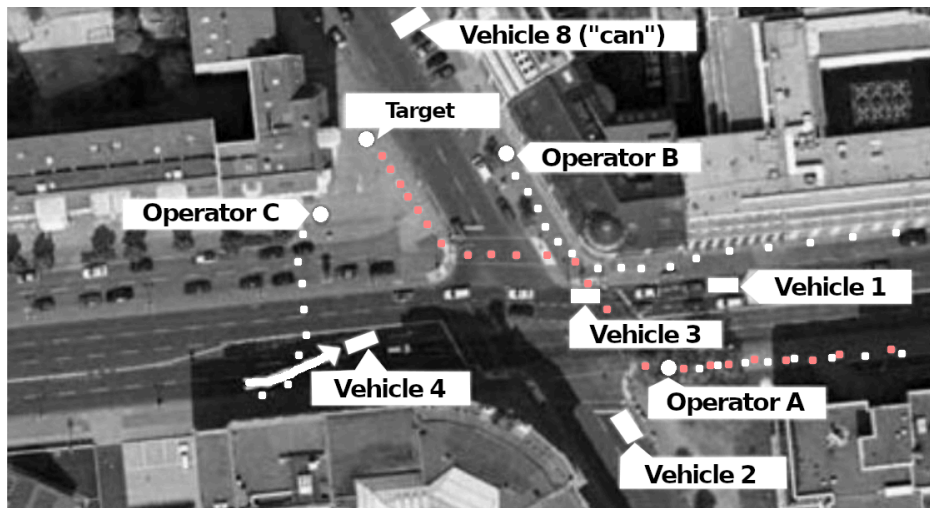 Vehicle 8 ("can")
Target
Operator B
Operator C
Vehicle 1
Vehicle 3
Vehicle 4
Operator A
Vehicle 2